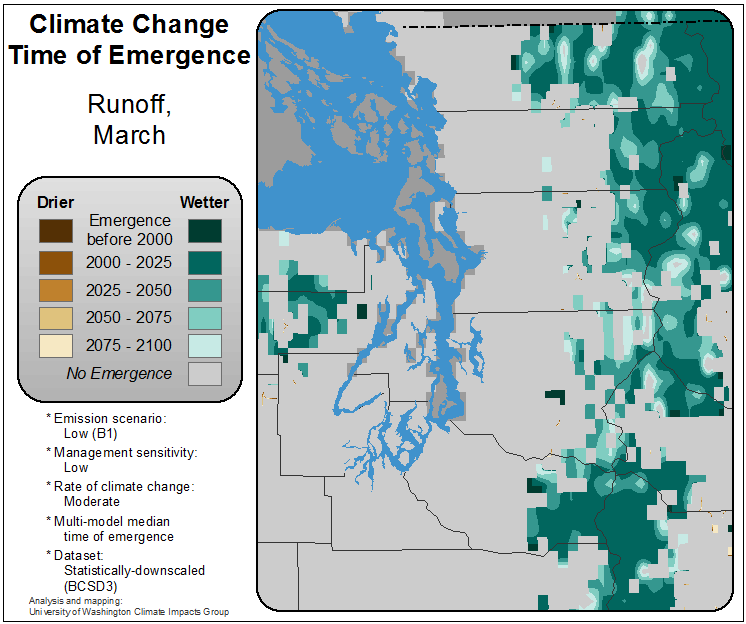 Climate Change
Time of Emergence
Runoff,
March
Drier Wetter
Emergence
before 2000
2000 - 2025
2025 - 2050
2050 - 2075
2075 - 2100
No Emergence
* Emission scenario:
Low (B1)
* Management sensitivity:
Low
* Rate of climate change:
Moderate
* Multi-model median
time of emergence
* Dataset:
Statistically-downscaled
(BCSD3)
Analysis and mapping:
University of Washington Climate Impacts Group